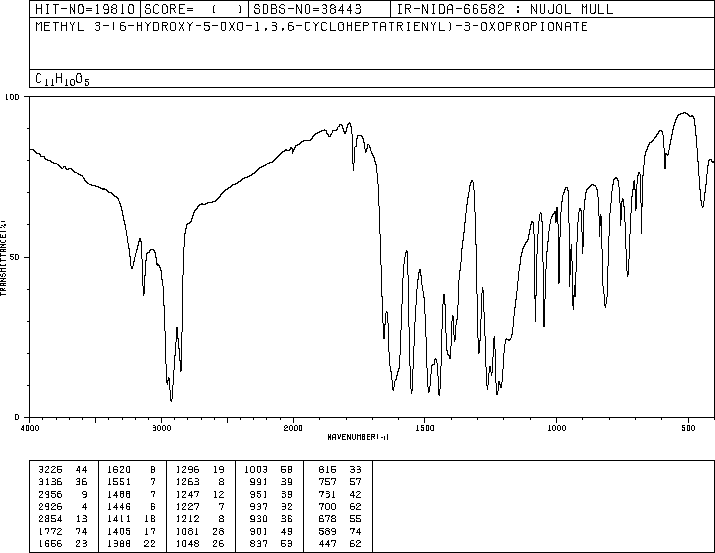 HIT-NO=19810 SCORE= ( ) SDBS-NO=38443 IR-NIDA-66582 : NUJOL MULL
METHYL 3-(6-HYDROXY-5-OXO-1,3,6-CYCLOHEPTATRIENYL)-3-OXOPROPIONATE
C11H10O5
100
50
0
TRANSMITTANCE(%)
4000 3000 2000 1500 1000 500
WAVENUMBER(-1)
3225 44 1620 8 1296 19 1003 58 815 33
3136 36 1551 7 1263 8 991 39 757 57
2956 9 1488 7 1247 12 951 39 731 42
2926 4 1446 6 1227 7 937 32 700 62
2854 13 1411 18 1212 8 930 36 678 55
1772 74 1405 17 1081 28 901 49 589 74
1656 23 1388 22 1048 26 837 53 447 62